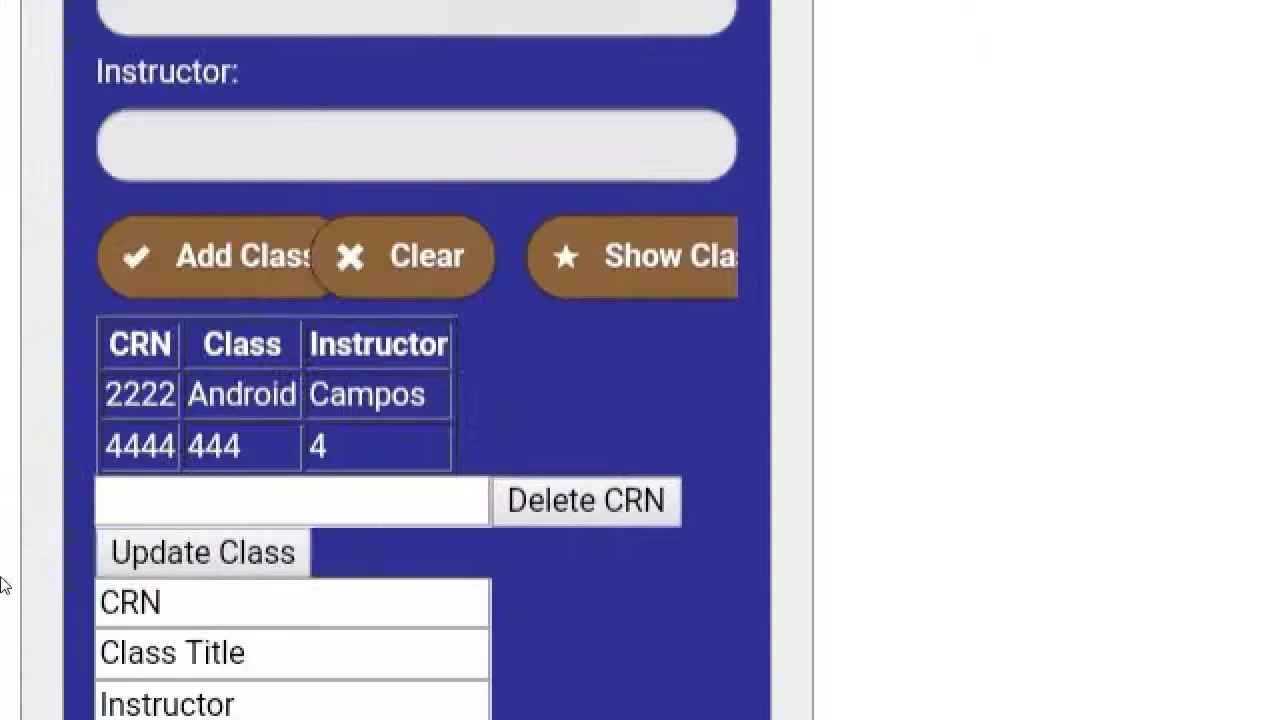 Instructor:
Add Class Clear Show Cla
CRN Class Instructor
2222 Android Campos
4444 444 4
Delete CRN
Update Class
CRN
Class Title
Instructor